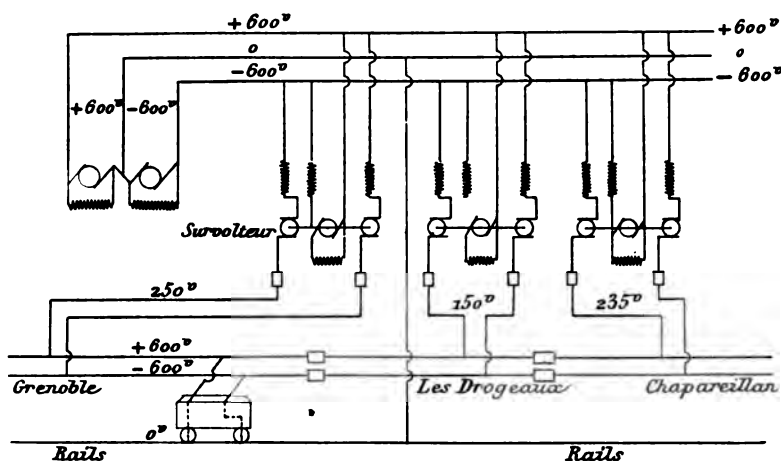 +600ᵛ
+600ᵛ
0
0
-600ᵛ
-600ᵛ
+600ᵛ -600ᵛ
Survolteur
250ᵛ
150ᵛ
235ᵛ
+600ᵛ
-600ᵛ
Grenoble
Les Drogeaux
Chapareillan
0ᵛ
Rails
Rails